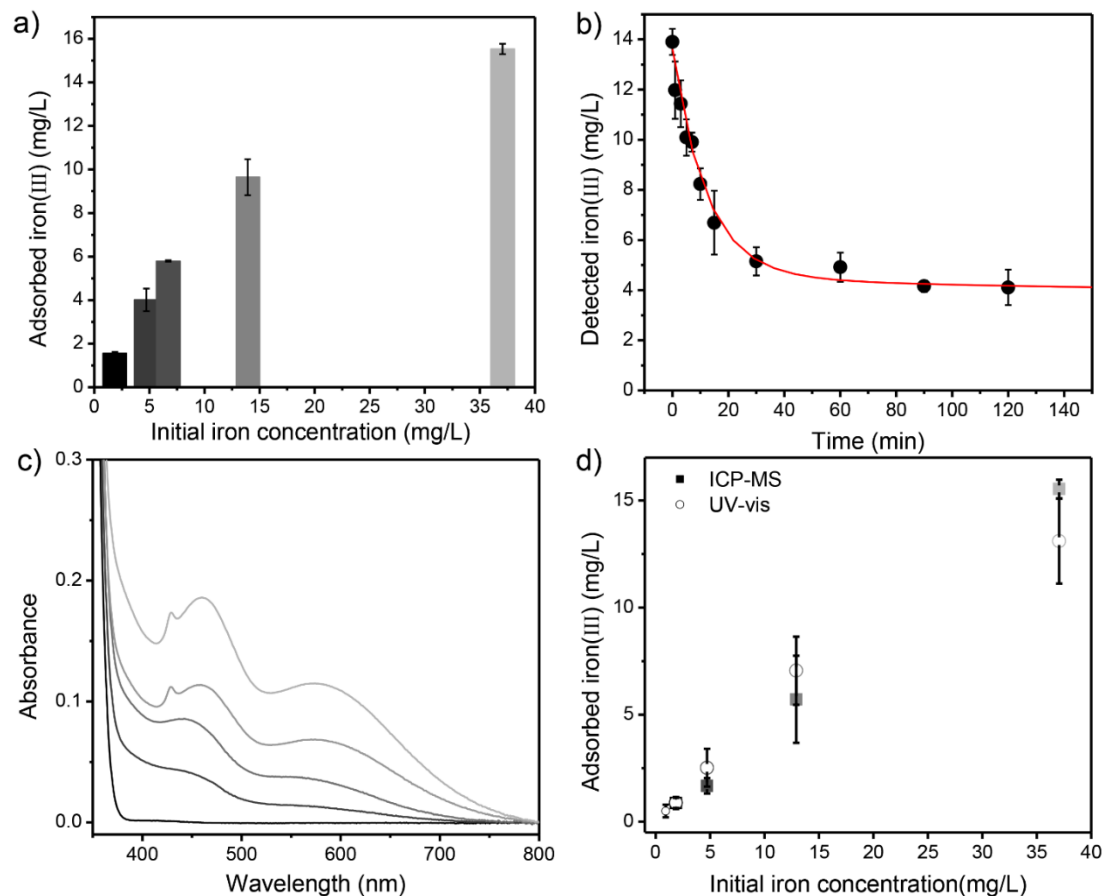 a)
16
14
12
10
8
6
4
2
0
Adsorbed iron(III) (mg/L)
0 5 10 15 20 25 30 35 40
Initial iron concentration (mg/L)
b)
14
12
10
8
6
4
2
0
Detected iron(III) (mg/L)
0 20 40 60 80 100 120 140
Time (min)
c)
0.3
0.2
0.1
0.0
Absorbance
400 500 600 700 800
Wavelength (nm)
d)
ICP-MS
UV-vis
15
10
5
0
Adsorbed iron(III) (mg/L)
0 5 10 15 20 25 30 35 40
Initial iron concentration(mg/L)